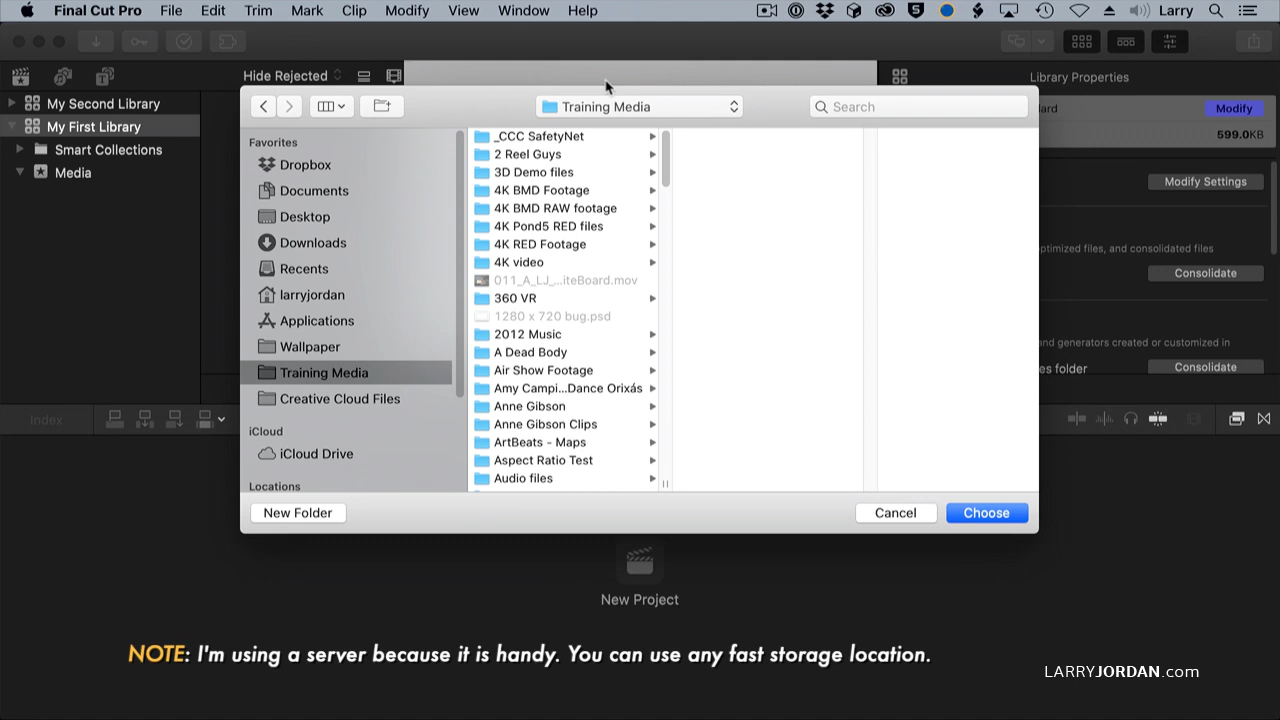 Final Cut Pro File Edit Trim Mark Clip Modify View Window Help Larry
Hide Rejected
Library Properties
My Second Library
My First Library
Smart Collections
Media
Training Media
Search
Favorites
Dropbox
Documents
Desktop
Downloads
Recents
larryjordan
Applications
Wallpaper
Training Media
Creative Cloud Files
iCloud
iCloud Drive
Locations
_CCC SafetyNet
2 Reel Guys
3D Demo files
4K BMD Footage
4K BMD RAW footage
4K Pond5 RED files
4K RED Footage
4K video
011_A_LJ_...iteBoard.mov
360 VR
1280 x 720 bug.psd
2012 Music
A Dead Body
Air Show Footage
Amy Campi...Dance Orixás
Anne Gibson
Anne Gibson Clips
ArtBeats - Maps
Aspect Ratio Test
Audio files
New Folder
Cancel
Choose
dard
Modify
599.0KB
Modify Settings
optimized files, and consolidated files
Consolidate
and generators created or customized in
es folder
Consolidate
Index
New Project
NOTE: I'm using a server because it is handy. You can use any fast storage location.
LARRYJORDAN.com